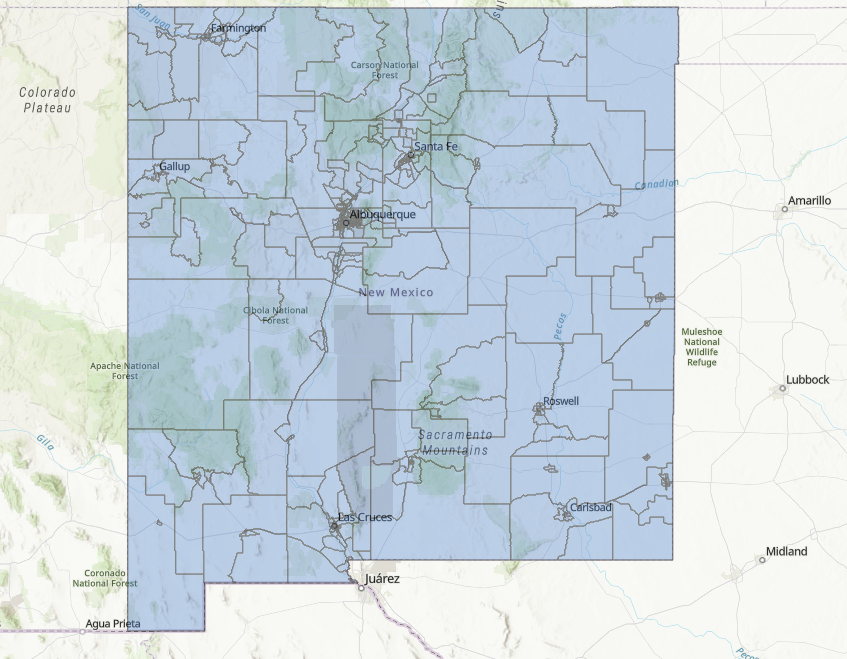 San Juan
Farmington
Carson National
Forest
Colorado
Plateau
Santa Fe
Gallup
Canadian
Amarillo
Albuquerque
New Mexico
Cibola National
Forest
Pecos
Muleshoe
National
Wildlife
Refuge
Apache National
Forest
Lubbock
Roswell
Gila
Sacramento
Mountains
Carlsbad
Las Cruces
Midland
Coronado
National Forest
Juárez
Agua Prieta